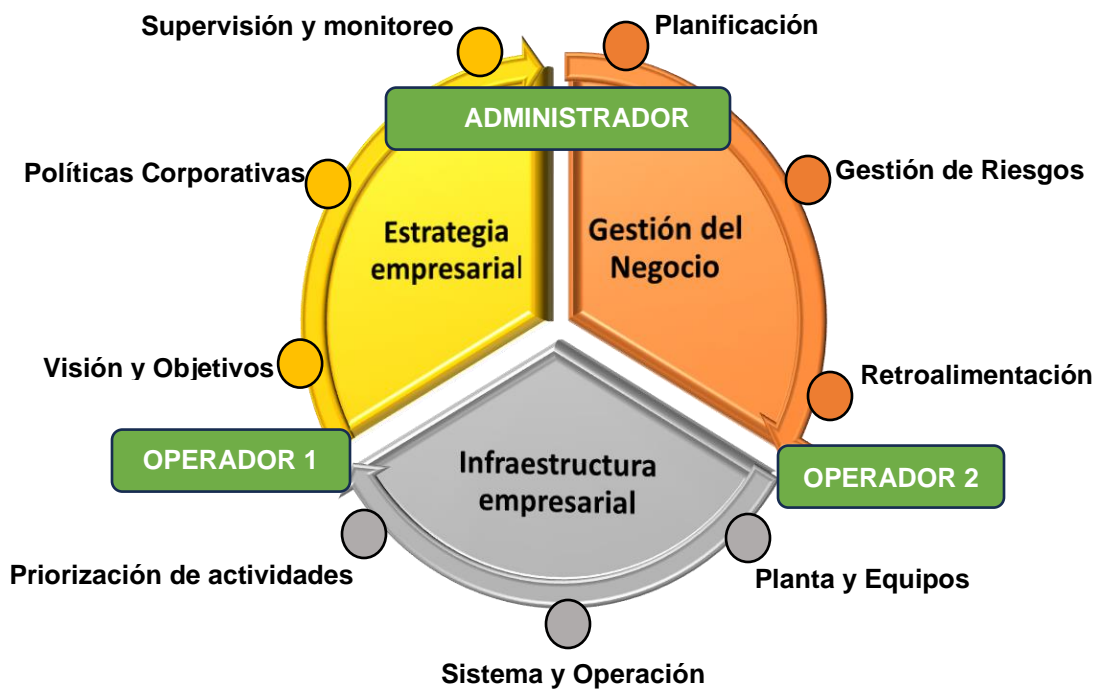 Supervisión y monitoreo
Planificación
ADMINISTRADOR
Políticas Corporativas
Gestión de Riesgos
Estrategia
empresarial
Gestión del
Negocio
Visión y Objetivos
Retroalimentación
OPERADOR 1
Infraestructura
empresarial
OPERADOR 2
Priorización de actividades
Planta y Equipos
Sistema y Operación